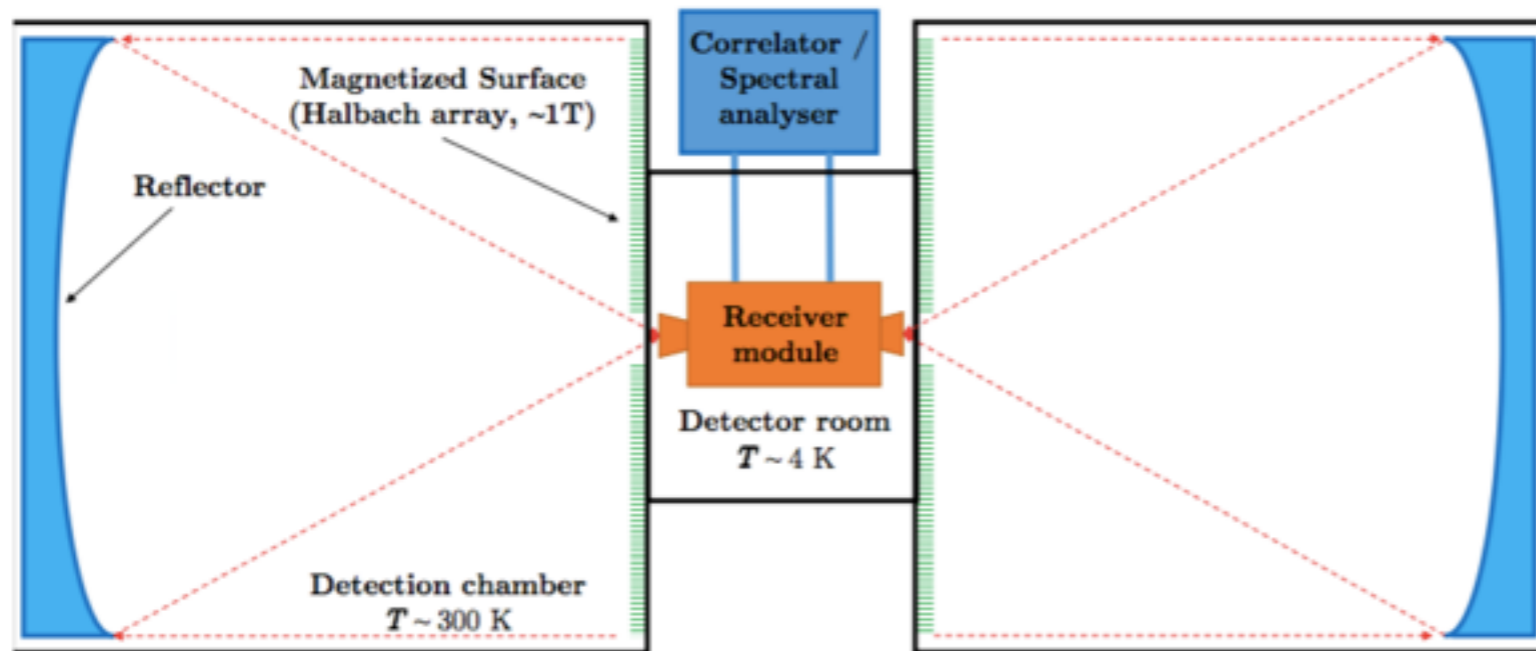 Correlator /
Spectral
analyser
Magnetized Surface
(Halbach array, ~1T)
Reflector
Receiver
module
Detector room
T ~ 4 K
Detection chamber
T ~ 300 K